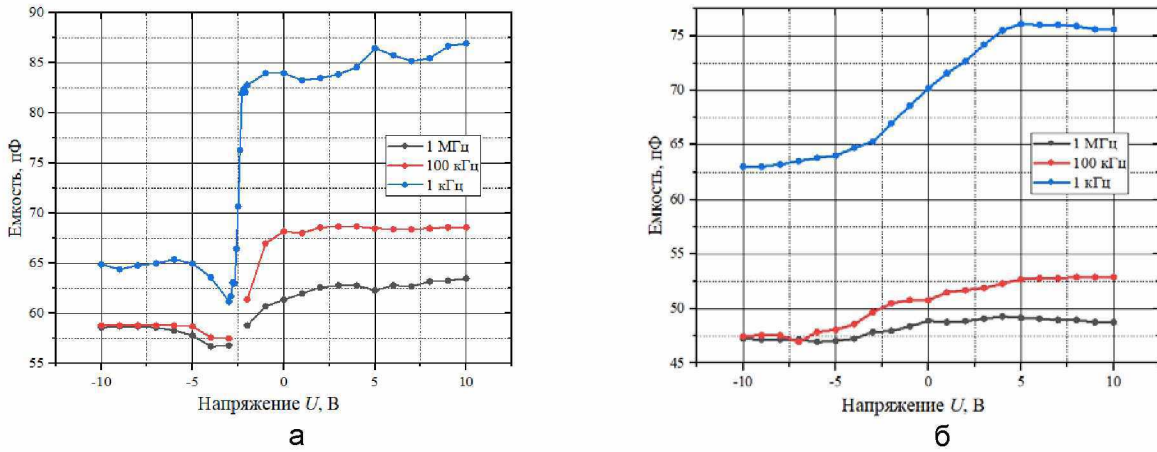 90
85
80
75
70
65
60
55
Емкость, пФ
1 МГц
100 кГц
1 кГц
-10
-5
0
5
10
Напряжение U, В
а
75
70
65
60
55
50
45
Емкость, пФ
1 МГц
100 кГц
1 кГц
-10
-5
0
5
10
Напряжение U, В
б